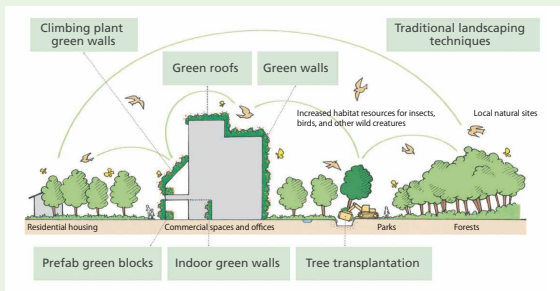 Climbing plant
green walls
Traditional landscaping
techniques
Green roofs
Green walls
Increased habitat resources for insects,
birds, and other wild creatures
Local natural sites
Residential housing
Commercial spaces and offices
Parks
Forests
Prefab green blocks
Indoor green walls
Tree transplantation